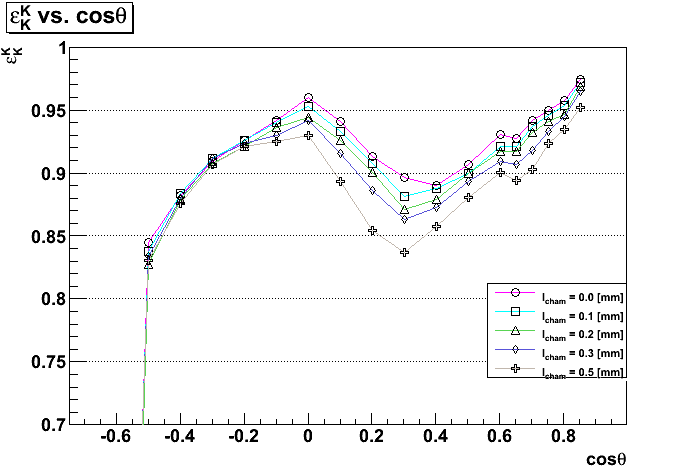 ε_K^K vs. cosθ
ε_K^K
1
0.95
0.9
0.85
0.8
0.75
0.7
-0.6 -0.4 -0.2 0 0.2 0.4 0.6 0.8
cosθ
l_cham = 0.0 [mm]
l_cham = 0.1 [mm]
l_cham = 0.2 [mm]
l_cham = 0.3 [mm]
l_cham = 0.5 [mm]